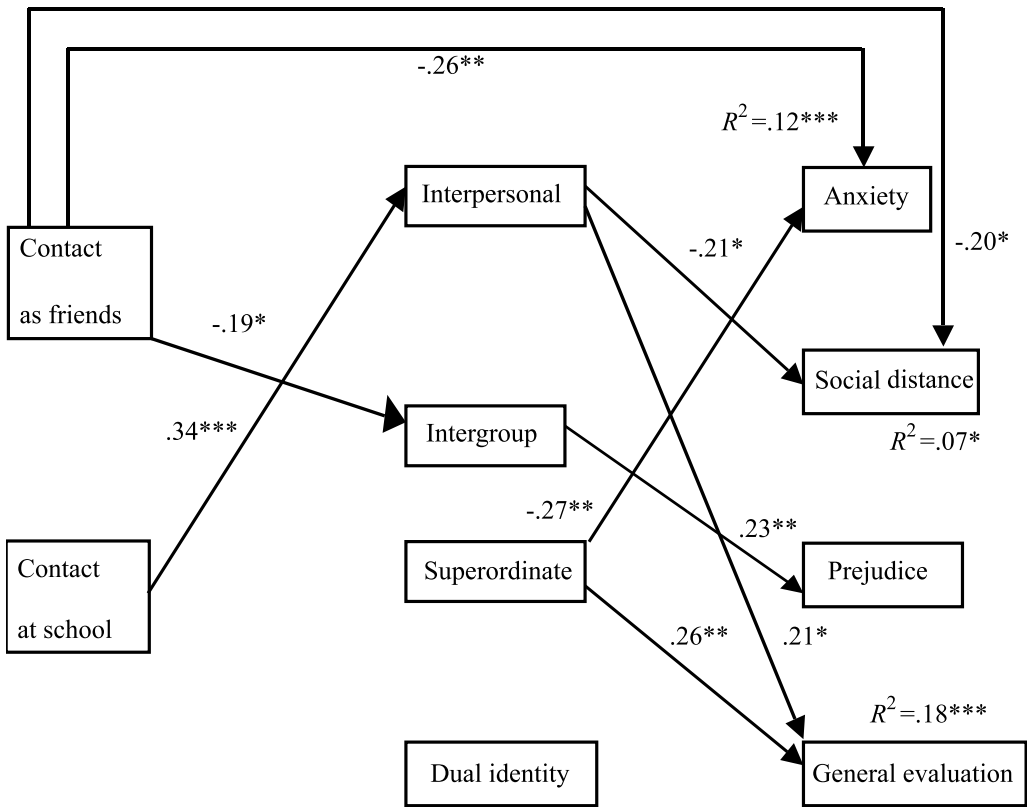 -.26**
R²=.12***
Interpersonal
Anxiety
Contact
as friends
-.21*
-.20*
-.19*
Social distance
.34***
Intergroup
R²=.07*
-.27**
.23**
Contact
at school
Superordinate
Prejudice
.26**
.21*
R²=.18***
Dual identity
General evaluation